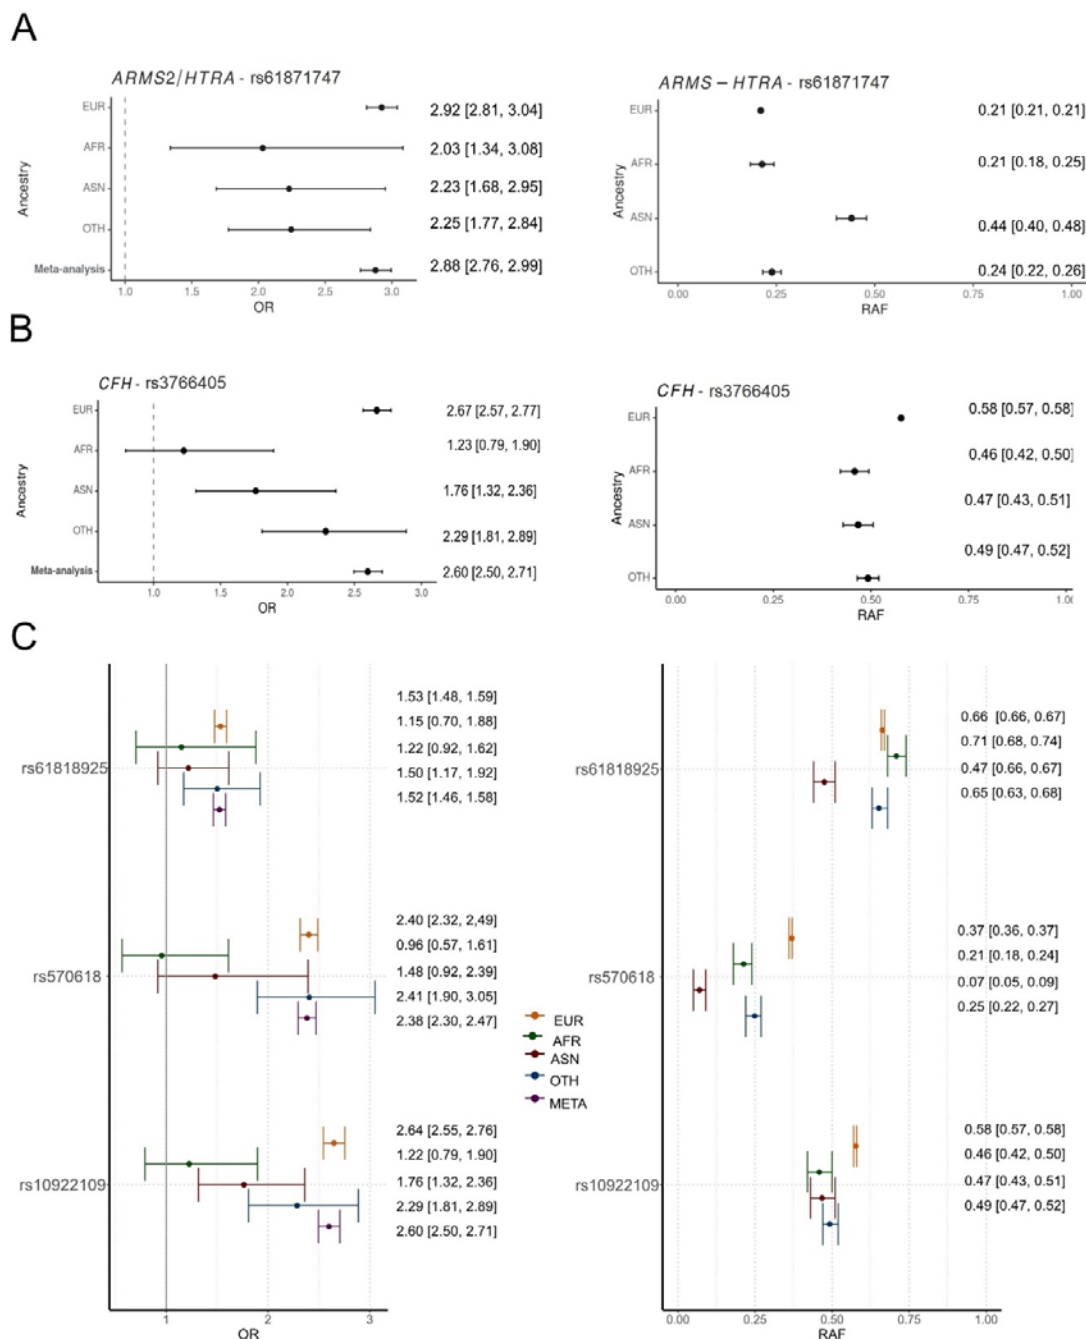 A
ARMS2/HTRA - rs61871747
Ancestry
EUR
AFR
ASN
OTH
Meta-analysis
2.92 [2.81, 3.04]
2.03 [1.34, 3.08]
2.23 [1.68, 2.95]
2.25 [1.77, 2.84]
2.88 [2.76, 2.99]
1.0 1.5 2.0 2.5 3.0
OR
ARMS – HTRA - rs61871747
Ancestry
EUR
AFR
ASN
OTH
0.21 [0.21, 0.21]
0.21 [0.18, 0.25]
0.44 [0.40, 0.48]
0.24 [0.22, 0.26]
0.00 0.25 0.50 0.75 1.00
RAF
B
CFH - rs3766405
Ancestry
EUR
AFR
ASN
OTH
Meta-analysis
2.67 [2.57, 2.77]
1.23 [0.79, 1.90]
1.76 [1.32, 2.36]
2.29 [1.81, 2.89]
2.60 [2.50, 2.71]
1.0 1.5 2.0 2.5 3.0
OR
CFH - rs3766405
Ancestry
EUR
AFR
ASN
OTH
0.58 [0.57, 0.58]
0.46 [0.42, 0.50]
0.47 [0.43, 0.51]
0.49 [0.47, 0.52]
0.00 0.25 0.50 0.75 1.00
RAF
C
rs61818925
1.53 [1.48, 1.59]
1.15 [0.70, 1.88]
1.22 [0.92, 1.62]
1.50 [1.17, 1.92]
1.52 [1.46, 1.58]
rs570618
2.40 [2.32, 2,49]
0.96 [0.57, 1.61]
1.48 [0.92, 2.39]
2.41 [1.90, 3.05]
2.38 [2.30, 2.47]
rs10922109
2.64 [2.55, 2.76]
1.22 [0.79, 1.90]
1.76 [1.32, 2.36]
2.29 [1.81, 2.89]
2.60 [2.50, 2.71]
1 2 3
OR
EUR
AFR
ASN
OTH
META
rs61818925
0.66 [0.66, 0.67]
0.71 [0.68, 0.74]
0.47 [0.66, 0.67]
0.65 [0.63, 0.68]
rs570618
0.37 [0.36, 0.37]
0.21 [0.18, 0.24]
0.07 [0.05, 0.09]
0.25 [0.22, 0.27]
rs10922109
0.58 [0.57, 0.58]
0.46 [0.42, 0.50]
0.47 [0.43, 0.51]
0.49 [0.47, 0.52]
0.00 0.25 0.50 0.75 1.00
RAF